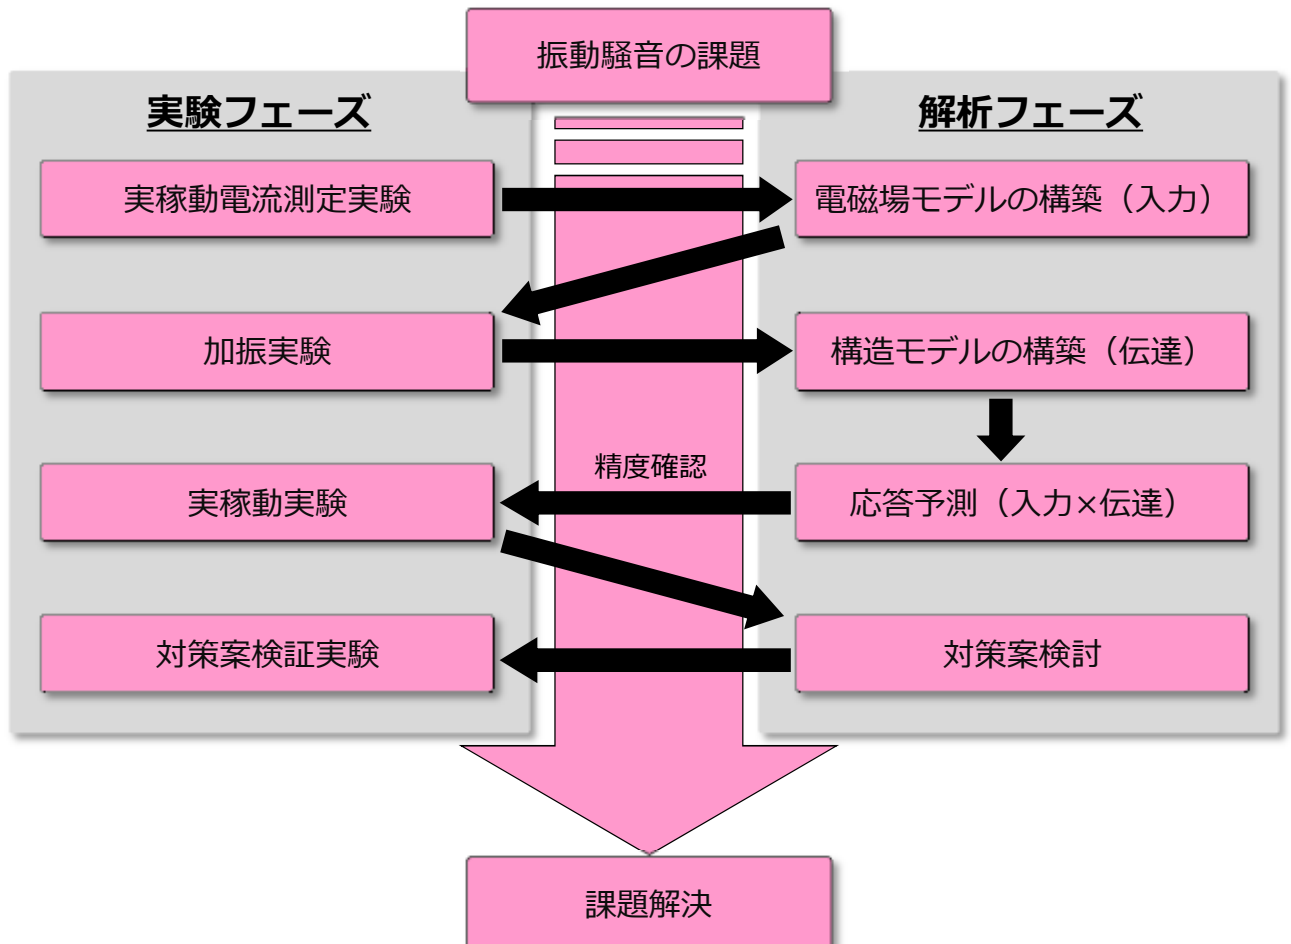 振動騒音の課題
実験フェーズ
解析フェーズ
実稼動電流測定実験
電磁場モデルの構築（入力）
加振実験
構造モデルの構築（伝達）
精度確認
実稼動実験
応答予測（入力×伝達）
対策案検証実験
対策案検討
課題解決